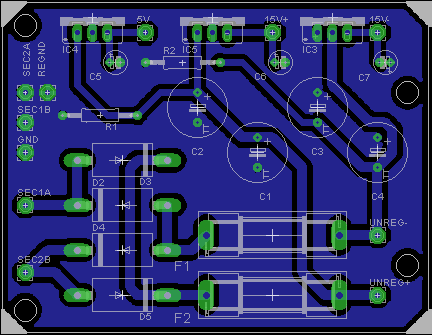 5V
15V+
15V-
IC4
R2
IC5
IC3
SEC2A
REGND
C5
C6
C7
SEC1B
R1
GND
C2
C3
D2
D3
SEC1A
C1
C4
D4
UNREG-
SEC2B
F1
UNREG+
D5
F2